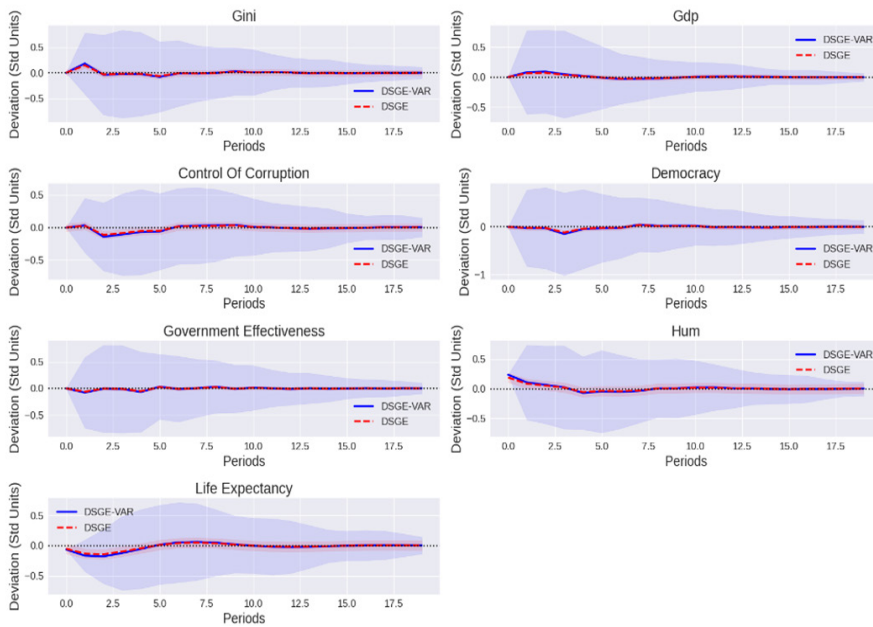 Gini
Deviation (Std Units)
0.5
0.0
−0.5
DSGE-VAR
DSGE
0.0 2.5 5.0 7.5 10.0 12.5 15.0 17.5
Periods
Gdp
Deviation (Std Units)
0.5
0.0
−0.5
DSGE-VAR
DSGE
0.0 2.5 5.0 7.5 10.0 12.5 15.0 17.5
Periods
Control Of Corruption
Deviation (Std Units)
0.5
0.0
−0.5
DSGE-VAR
DSGE
0.0 2.5 5.0 7.5 10.0 12.5 15.0 17.5
Periods
Democracy
Deviation (Std Units)
0
−1
DSGE-VAR
DSGE
0.0 2.5 5.0 7.5 10.0 12.5 15.0 17.5
Periods
Government Effectiveness
Deviation (Std Units)
0.5
0.0
−0.5
DSGE-VAR
DSGE
0.0 2.5 5.0 7.5 10.0 12.5 15.0 17.5
Periods
Hum
Deviation (Std Units)
0.5
0.0
−0.5
DSGE-VAR
DSGE
0.0 2.5 5.0 7.5 10.0 12.5 15.0 17.5
Periods
Life Expectancy
Deviation (Std Units)
0.5
0.0
−0.5
DSGE-VAR
DSGE
0.0 2.5 5.0 7.5 10.0 12.5 15.0 17.5
Periods